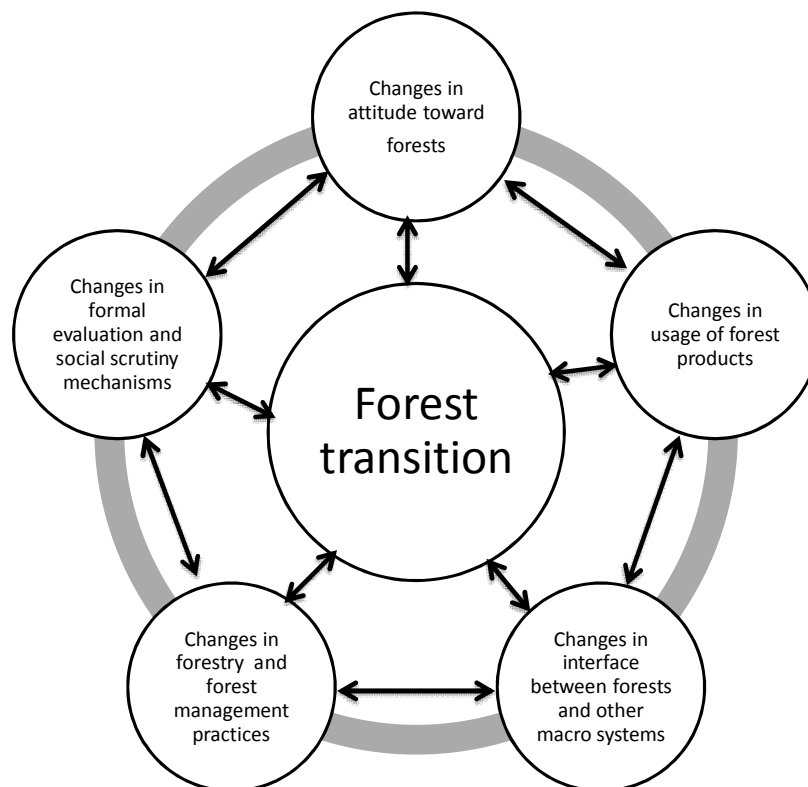 Changes in
attitude toward
forests
Changes in
formal
evaluation and
social scrutiny
mechanisms
Changes in
usage of forest
products
Forest
transition
Changes in
forestry and
forest
management
practices
Changes in
interface
between forests
and other
macro systems